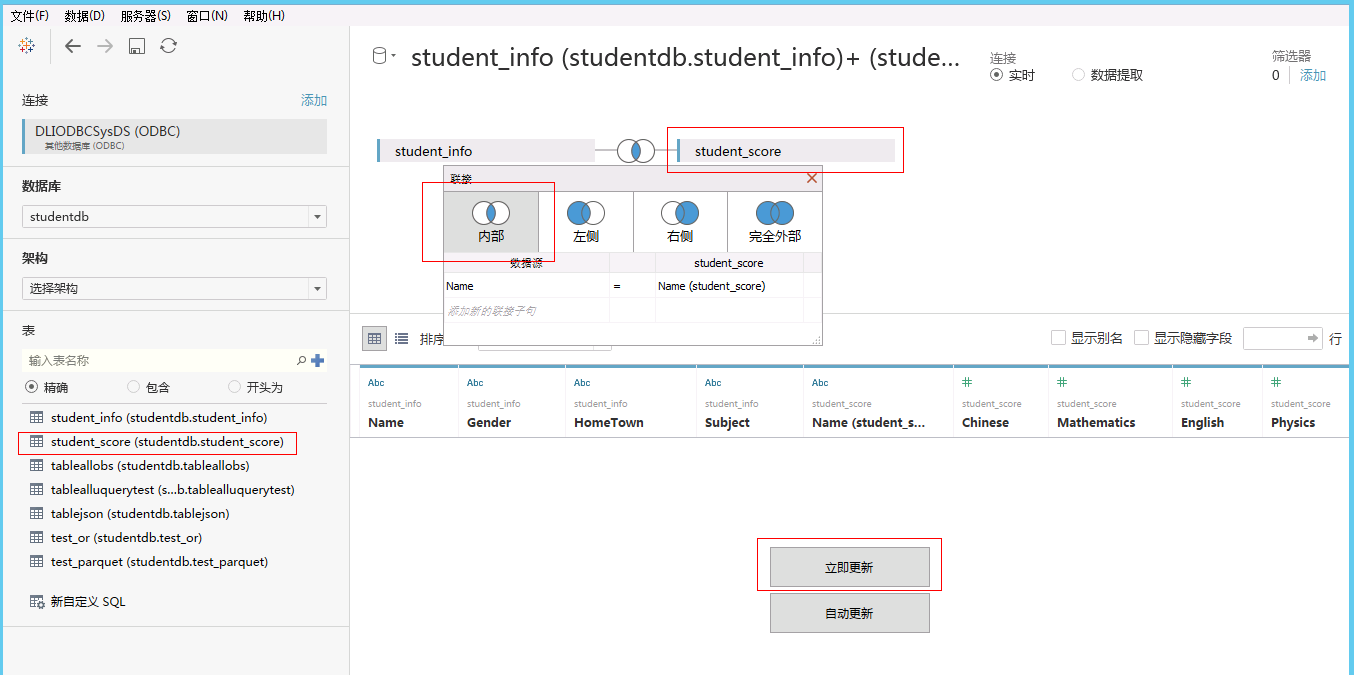 文件(F) 数据(D) 服务器(S) 窗口(N) 帮助(H)
连接 添加
DLIODBCSysDS (ODBC)
其他数据库 (ODBC)
数据库
studentdb
架构
选择架构
表
输入表名称
精确 包含 开头为
student_info (studentdb.student_info)
student_score (studentdb.student_score)
tableallobs (studentdb.tableallobs)
tablealluquerytest (s...b.tablealluquerytest)
tablejson (studentdb.tablejson)
test_or (studentdb.test_or)
test_parquet (studentdb.test_parquet)
新自定义 SQL
student_info (studentdb.student_info)+ (stude...
连接
实时 数据提取
筛选器
0 添加
student_info student_score
联接
内部 左侧 右侧 完全外部
数据源 student_score
Name = Name (student_score)
添加新的联接子句
排序 显示别名 显示隐藏字段 行
Abc Abc Abc Abc Abc # # # #
student_info student_info student_info student_info student_score student_score student_score student_score student_score
Name Gender HomeTown Subject Name (student_s... Chinese Mathematics English Physics
立即更新
自动更新